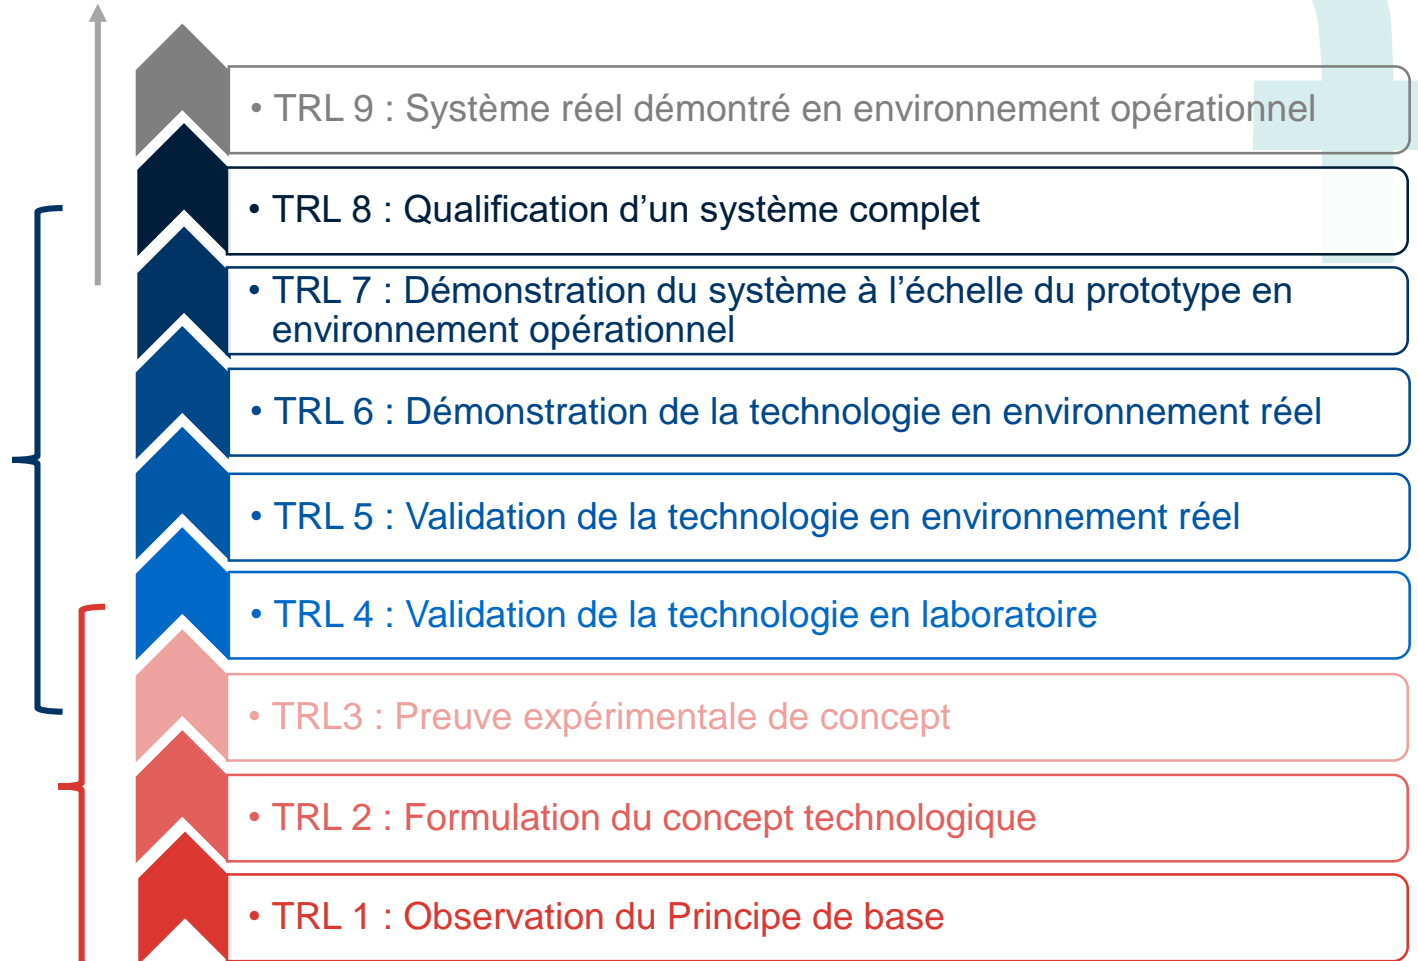 • TRL 9 : Système réel démontré en environnement opérationnel
• TRL 8 : Qualification d’un système complet
• TRL 7 : Démonstration du système à l’échelle du prototype en
environnement opérationnel
• TRL 6 : Démonstration de la technologie en environnement réel
• TRL 5 : Validation de la technologie en environnement réel
• TRL 4 : Validation de la technologie en laboratoire
• TRL3 : Preuve expérimentale de concept
• TRL 2 : Formulation du concept technologique
• TRL 1 : Observation du Principe de base